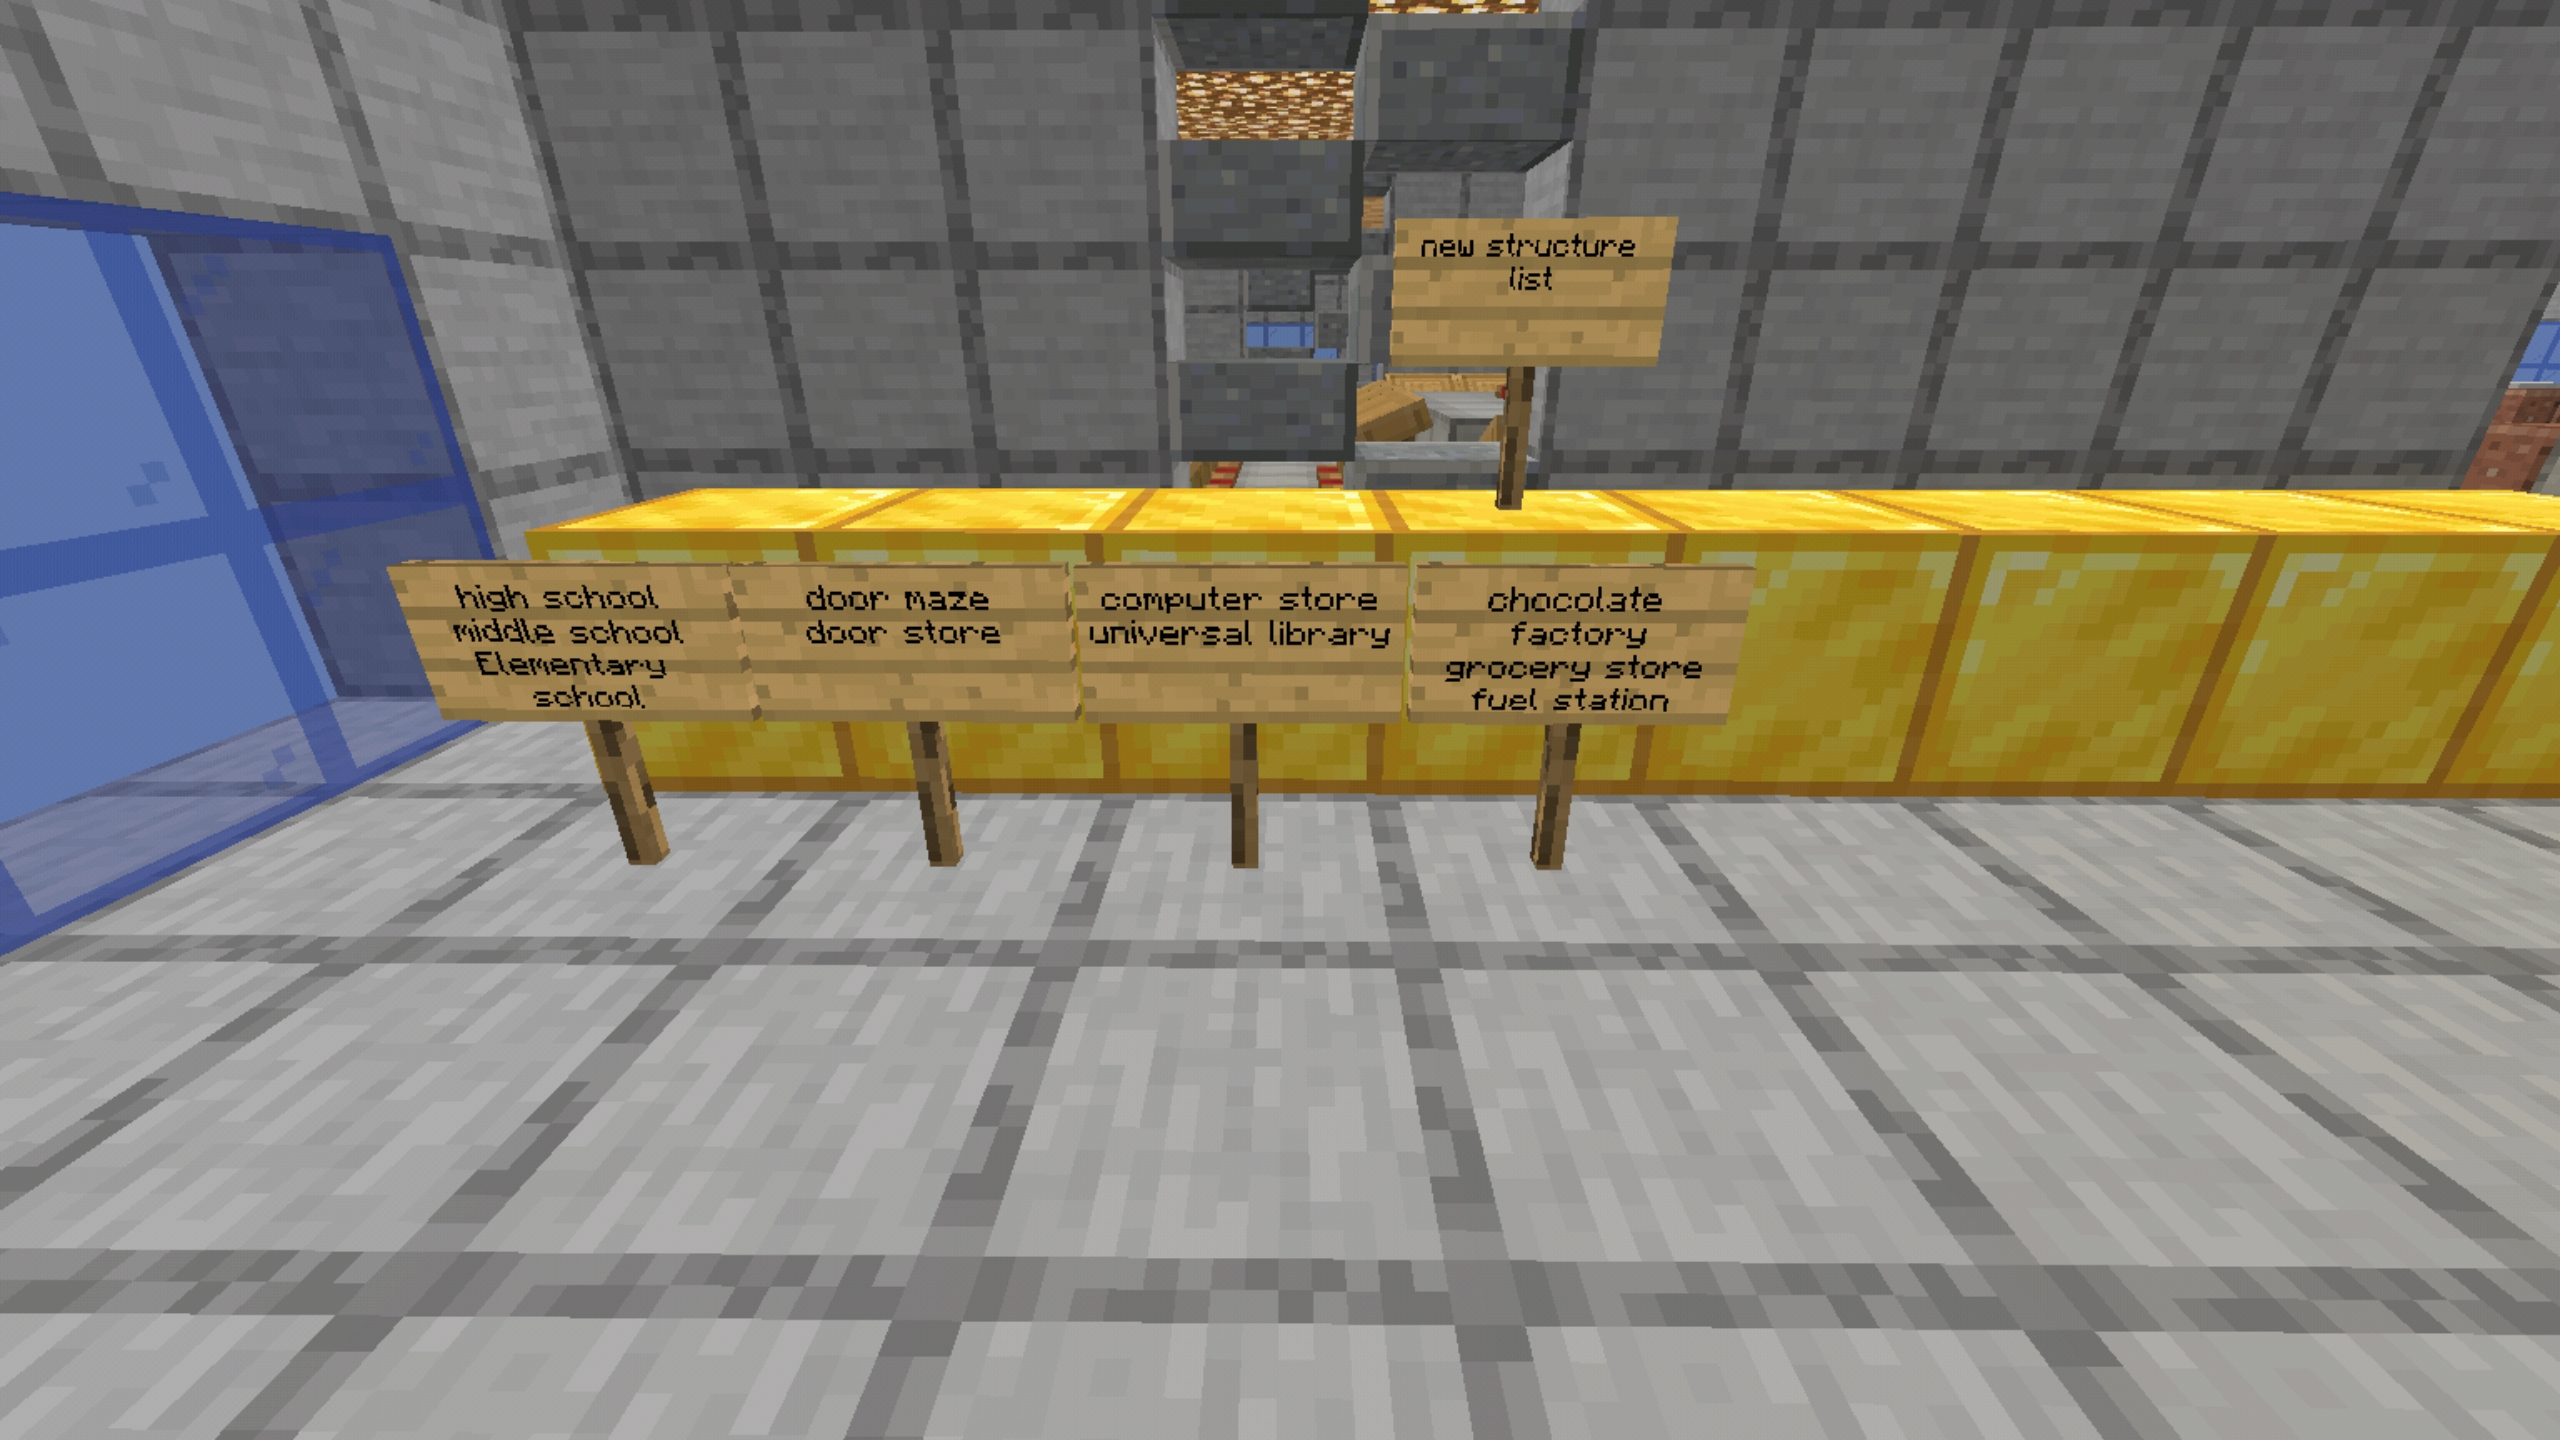 new structure
list
high school
middle school
Elementary
school
door maze
door store
computer store
universal library
chocolate
factory
grocery store
fuel station